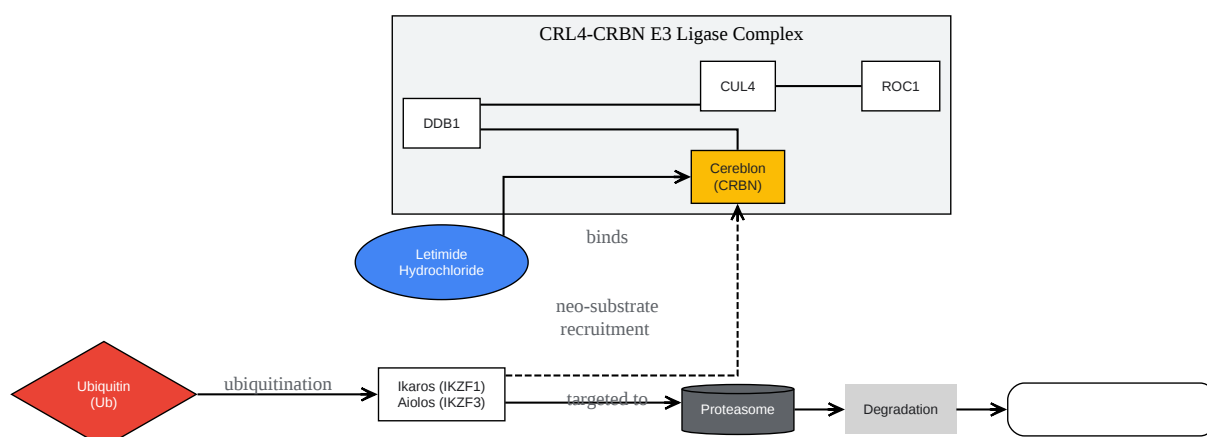 CRL4-CRBN E3 Ligase Complex
CUL4
ROC1
DDB1
Cereblon
(CRBN)
binds
Letimide
Hydrochloride
neo-substrate
recruitment
Ubiquitin
(Ub)
ubiquitination
Ikaros (IKZF1)
Aiolos (IKZF3)
targeted to
Proteasome
Degradation